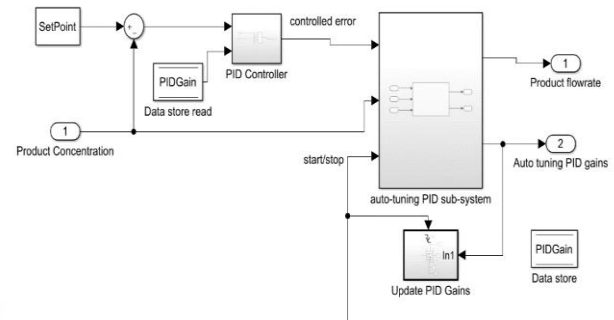 SetPoint
+
−
controlled error
PID Controller
PIDGain
Data store read
1
Product Concentration
start/stop
auto-tuning PID sub-system
1
Product flowrate
2
Auto tuning PID gains
In1
Update PID Gains
PIDGain
Data store